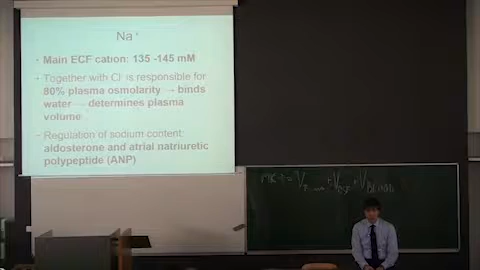 Na⁺
• Main ECF cation: 135 -145 mM
• Together with Cl⁻ is responsible for
80% plasma osmolarity → binds
water → determines plasma
volume
– Regulation of sodium content:
aldosterone and atrial natriuretic
polypeptide (ANP)